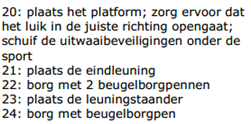 20: plaats het platform; zorg ervoor dat
het luik in de juiste richting opengaat;
schuif de uitwaaibeveiligingen onder de
sport
21: plaats de eindleuning
22: borg met 2 beugelborgpennen
23: plaats de leuningstaander
24: borg met beugelborgpen